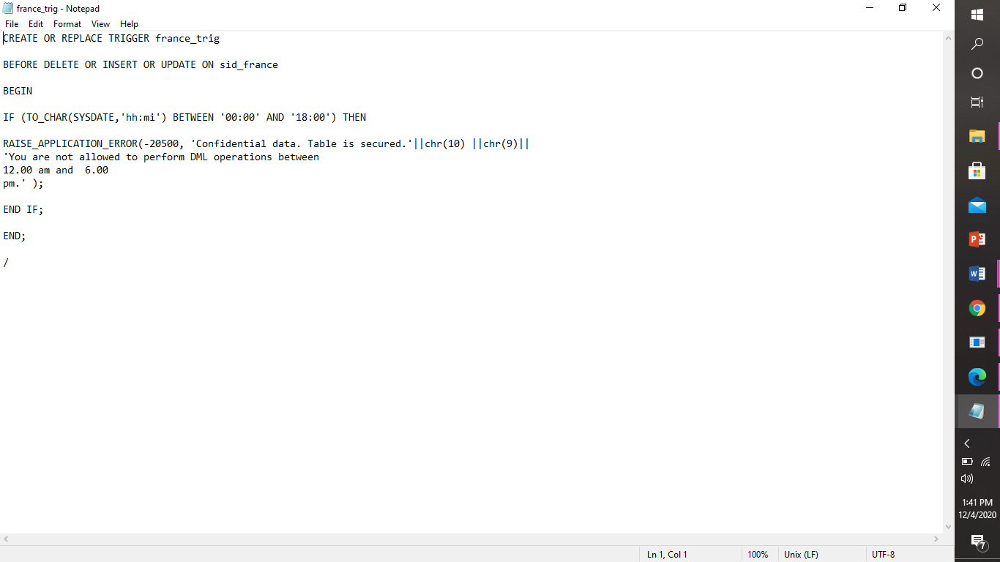 france_trig - Notepad
File Edit Format View Help
CREATE OR REPLACE TRIGGER france_trig
BEFORE DELETE OR INSERT OR UPDATE ON sid_france
BEGIN
IF (TO_CHAR(SYSDATE,'hh:mi') BETWEEN '00:00' AND '18:00') THEN
RAISE_APPLICATION_ERROR(-20500, 'Confidential data. Table is secured.'||chr(10) ||chr(9)||
'You are not allowed to perform DML operations between
12.00 am and  6.00
pm.' );
END IF;
END;
/
Ln 1, Col 1 100% Unix (LF) UTF-8
1:41 PM
12/4/2020
7